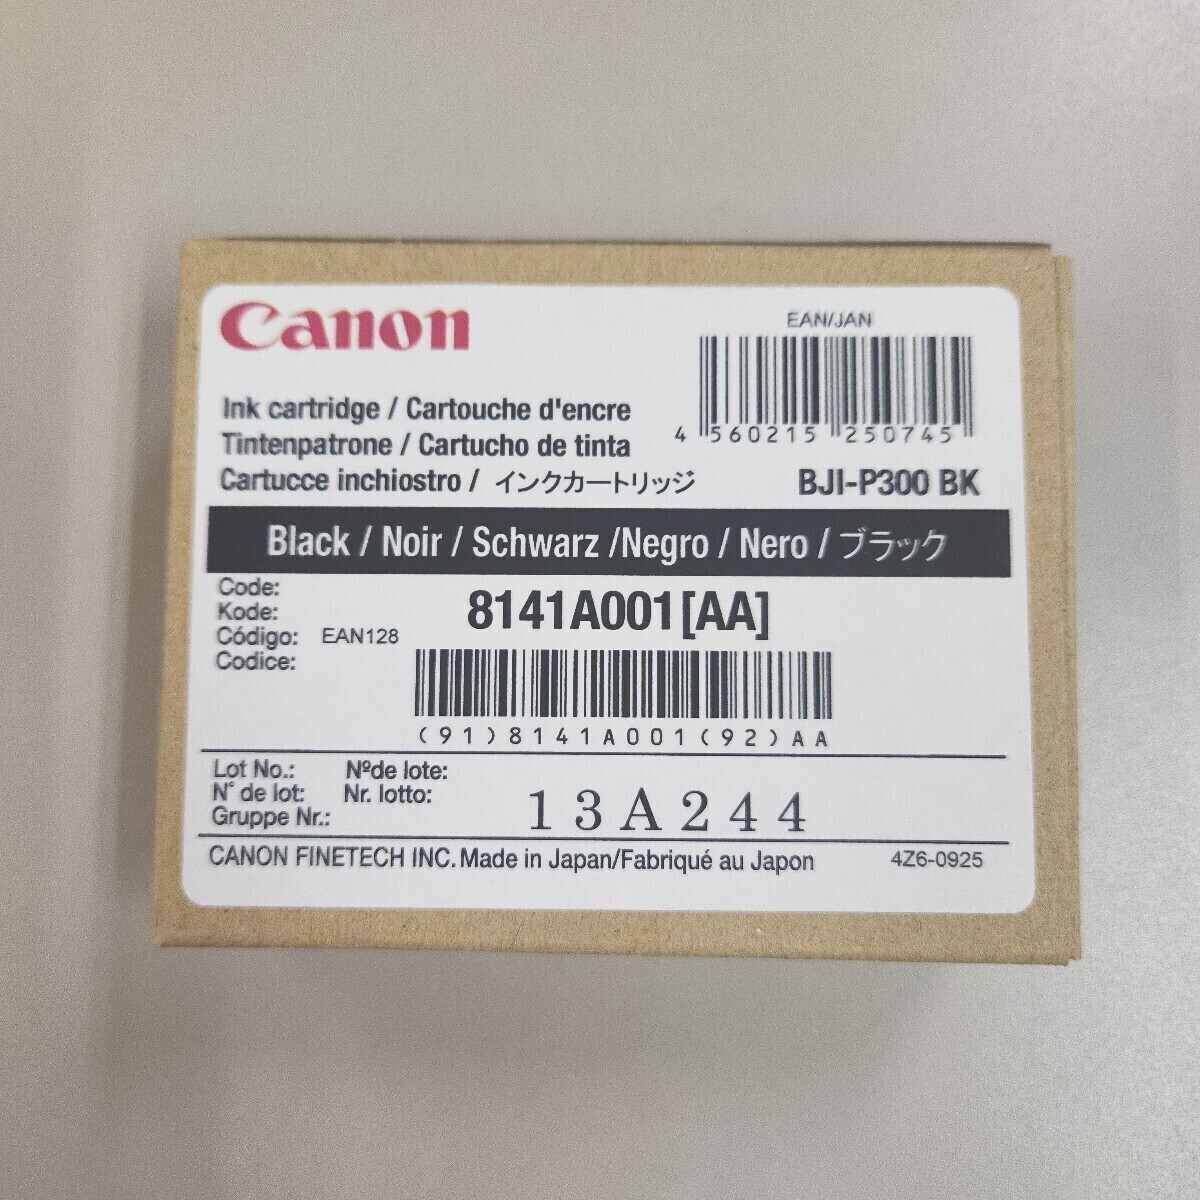 Canon
EAN/JAN
4 560215 250745
Ink cartridge / Cartouche d'encre
Tintenpatrone / Cartucho de tinta
Cartucce inchiostro / インクカートリッジ
BJI-P300 BK
Black / Noir / Schwarz /Negro / Nero / ブラック
Code:
Kode:
Código: EAN128
Codice:
8141A001[AA]
(91)8141A001(92)AA
Lot No.: Nºde lote:
N° de lot: Nr. lotto:
Gruppe Nr.:
13A244
CANON FINETECH INC. Made in Japan/Fabriqué au Japon 4Z6-0925